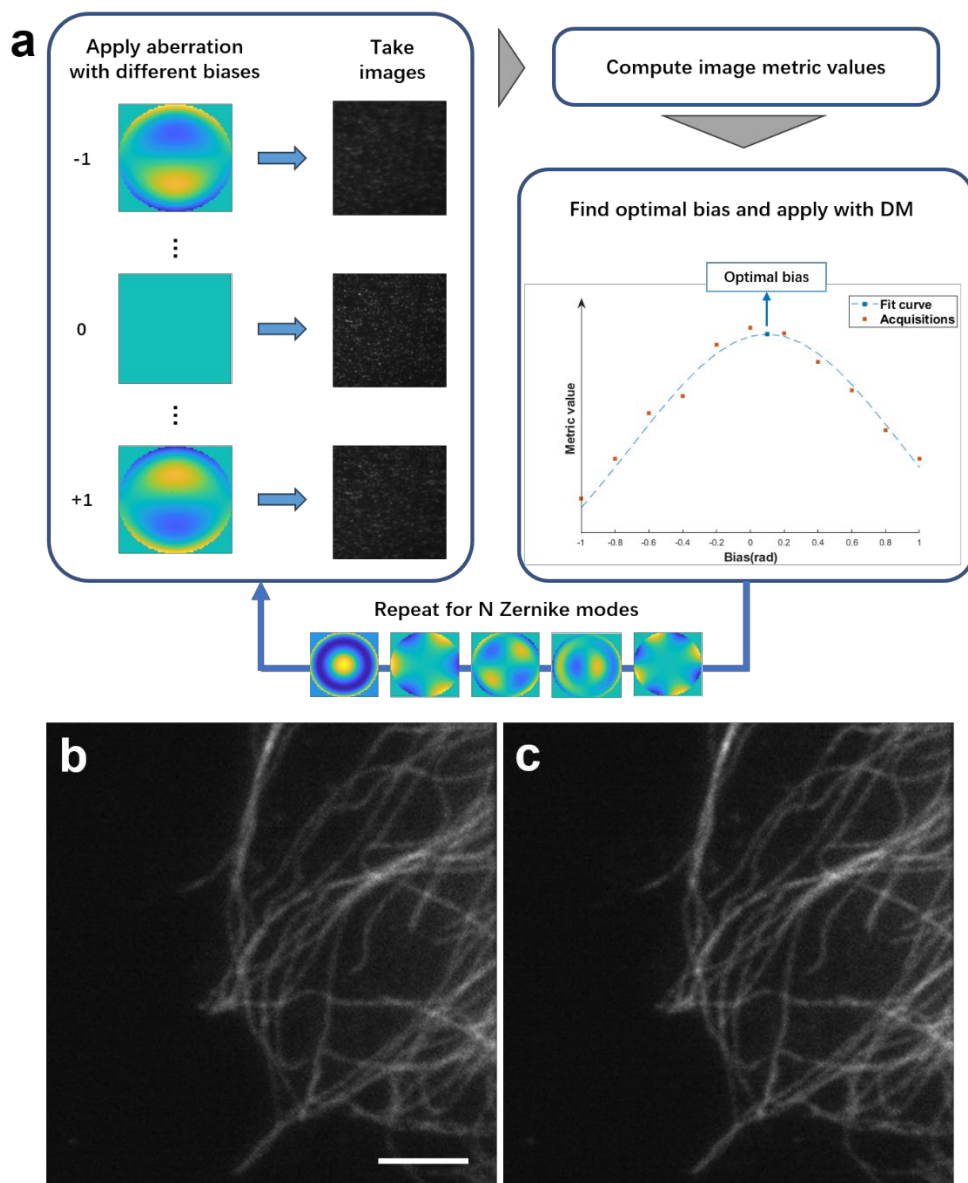 a
Apply aberration
with different biases
Take
images
-1
⋮
0
⋮
+1
Compute image metric values
Find optimal bias and apply with DM
Optimal bias
Fit curve
Acquisitions
Metric value
-1 -0.8 -0.6 -0.4 -0.2 0 0.2 0.4 0.6 0.8 1
Bias(rad)
Repeat for N Zernike modes
b
c